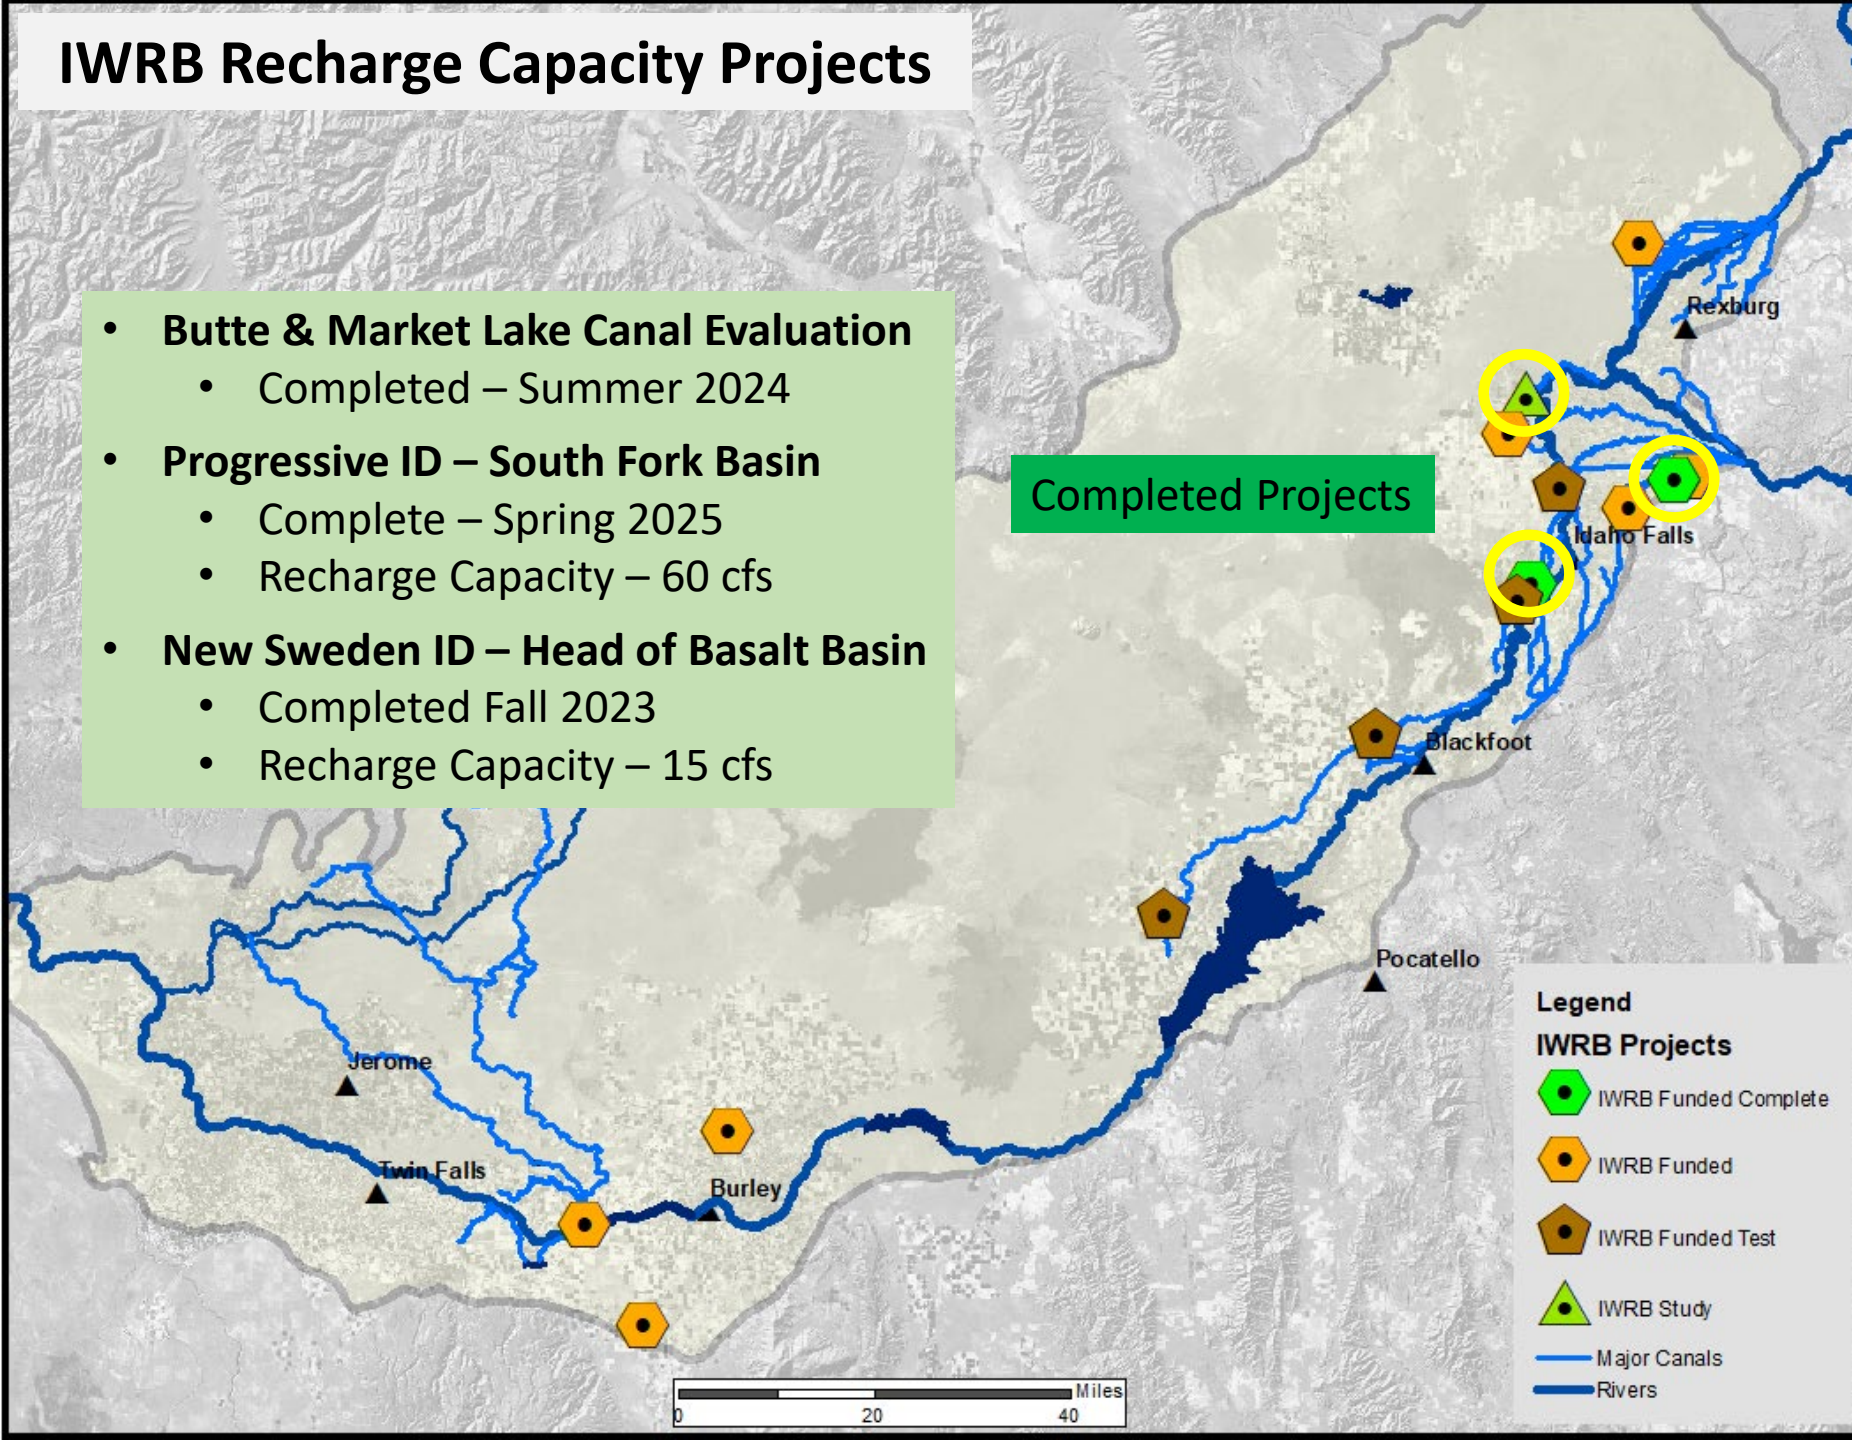 IWRB Recharge Capacity Projects
• Butte & Market Lake Canal Evaluation
• Completed – Summer 2024
• Progressive ID – South Fork Basin
• Complete – Spring 2025
• Recharge Capacity – 60 cfs
• New Sweden ID – Head of Basalt Basin
• Completed Fall 2023
• Recharge Capacity – 15 cfs
Completed Projects
Rexburg
Idaho Falls
Blackfoot
Pocatello
Jerome
Twin Falls
Burley
Legend
IWRB Projects
IWRB Funded Complete
IWRB Funded
IWRB Funded Test
IWRB Study
Major Canals
Rivers
Miles
0 20 40